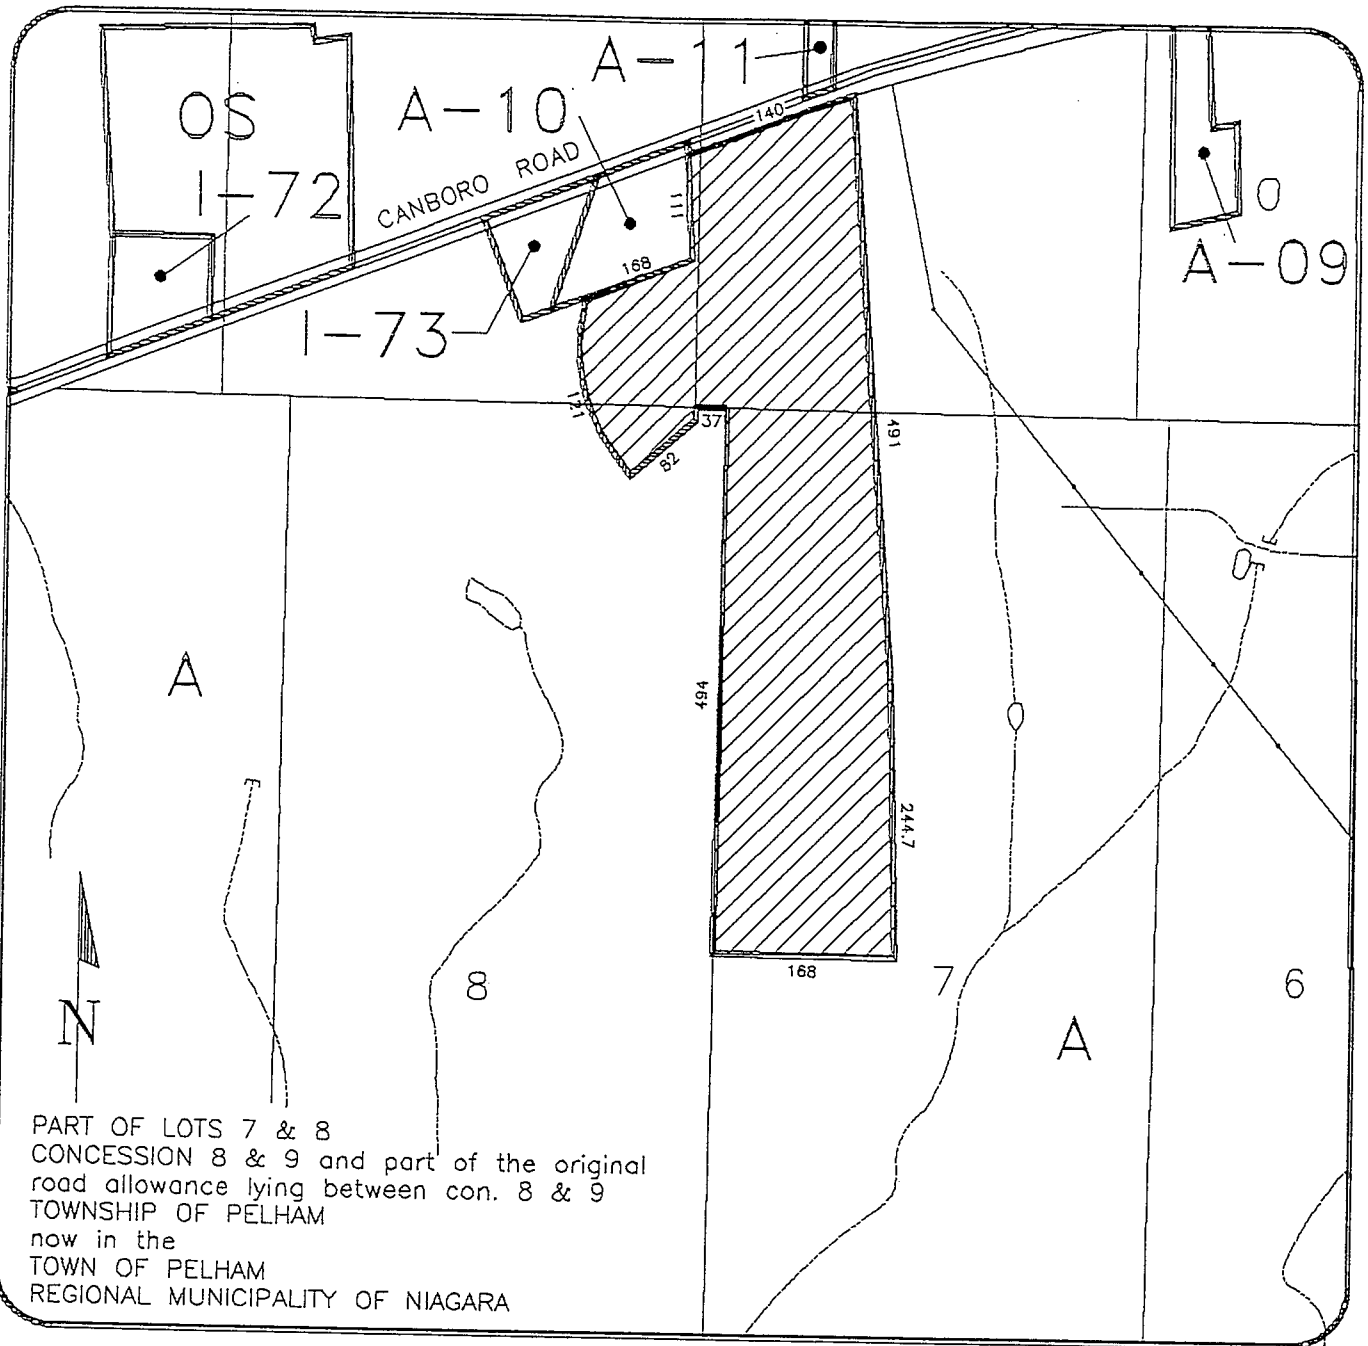 A-11
OS
A-10
140
CANBORO ROAD
I-72
111
O
A-09
168
I-73
121
37
82
491
A
494
244.7
168
8
7
6
N
A
PART OF LOTS 7 & 8
CONCESSION 8 & 9 and part of the original
road allowance lying between con. 8 & 9
TOWNSHIP OF PELHAM
now in the
TOWN OF PELHAM
REGIONAL MUNICIPALITY OF NIAGARA